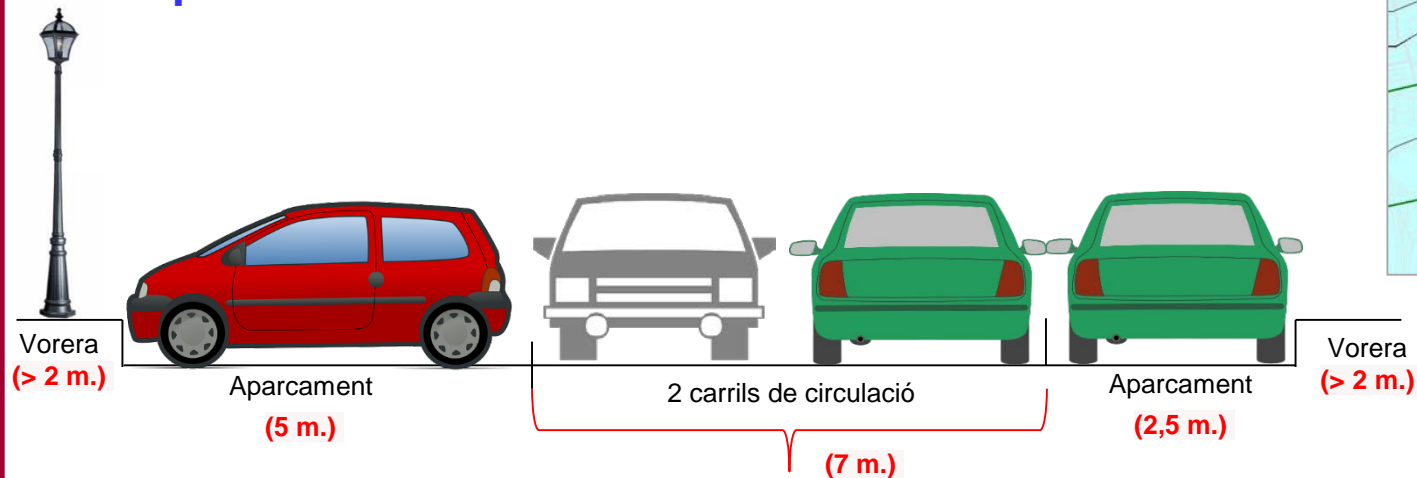 Vorera
(> 2 m.)
Aparcament
(5 m.)
2 carrils de circulació
(7 m.)
Aparcament
(2,5 m.)
Vorera
(> 2 m.)